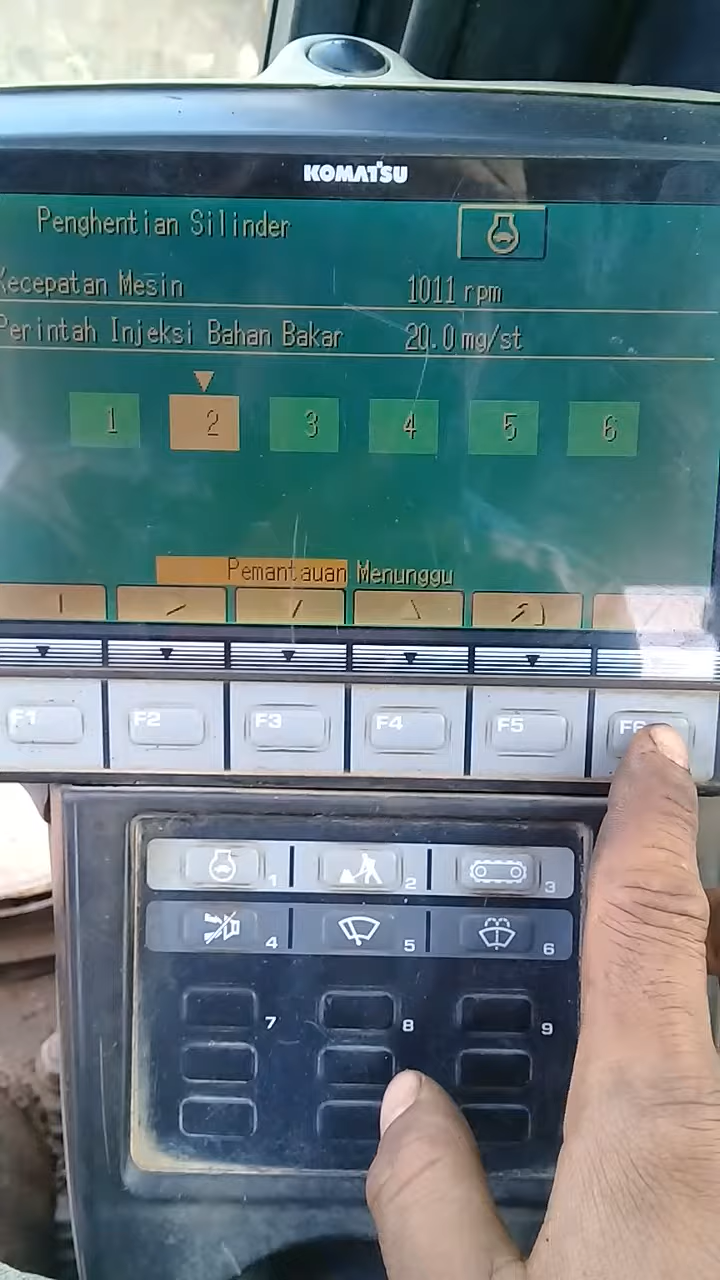 KOMATSU
Penghentian Silinder
Kecepatan Mesin 1011 rpm
Perintah Injeksi Bahan Bakar 20.0 mg/st
1 2 3 4 5 6
Pemantauan Menunggu
F1 F2 F3 F4 F5 F6
1 2 3
4 5 6
7 8 9